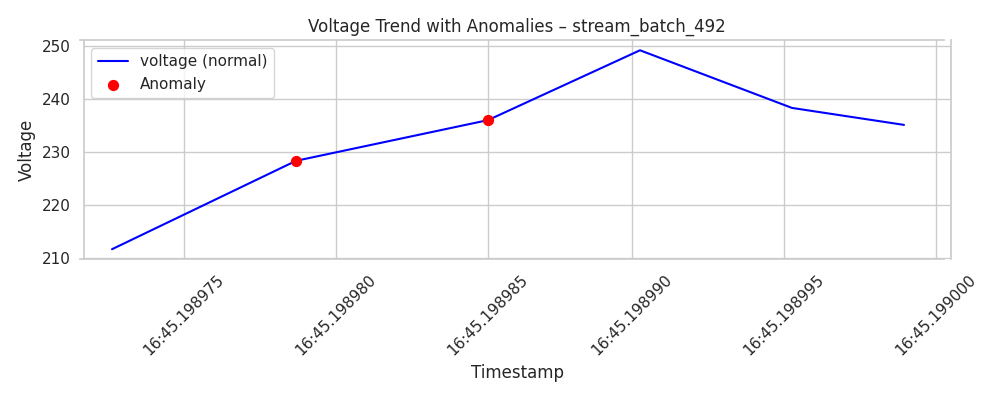 Voltage Trend with Anomalies – stream_batch_492
voltage (normal)
Anomaly
Voltage
250
240
230
220
210
16:45.198975
16:45.198980
16:45.198985
16:45.198990
16:45.198995
16:45.199000
Timestamp